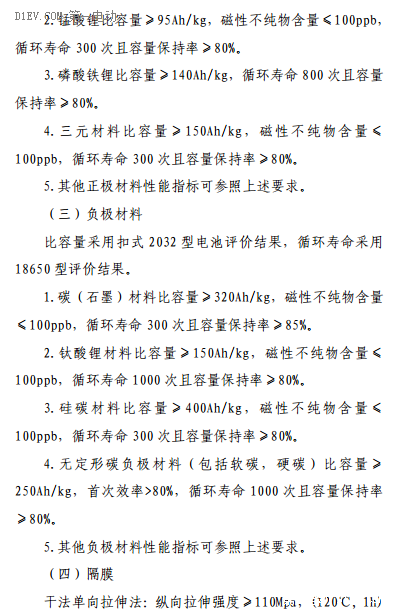 D1EV.COM 第一电动
2.锰酸锂比容量≥95Ah/kg，磁性不纯物含量≤100ppb，
循环寿命 300 次且容量保持率≥80%。
3.磷酸铁锂比容量≥140Ah/kg，循环寿命 800 次且容量
保持率≥80%。
4.三元材料比容量≥150Ah/kg，磁性不纯物含量≤
100ppb，循环寿命 300 次且容量保持率≥80%。
5.其他正极材料性能指标可参照上述要求。
（三）负极材料
比容量采用扣式 2032 型电池评价结果，循环寿命采用
18650 型评价结果。
1.碳（石墨）材料比容量≥320Ah/kg，磁性不纯物含量
≤100ppb，循环寿命 300 次且容量保持率≥85%。
2.钛酸锂材料比容量≥150Ah/kg，磁性不纯物含量≤
100ppb，循环寿命 1000 次且容量保持率≥80%。
3.硅碳材料比容量≥400Ah/kg，磁性不纯物含量≤
100ppb，循环寿命 300 次且容量保持率≥80%。
4.无定形碳负极材料（包括软碳，硬碳）比容量≥
250Ah/kg，首次效率>80%，循环寿命 1000 次且容量保持率
≥80%。
5.其他负极材料性能指标可参照上述要求。
（四）隔膜
干法单向拉伸法：纵向拉伸强度≥110Mpa，（120℃，1h）